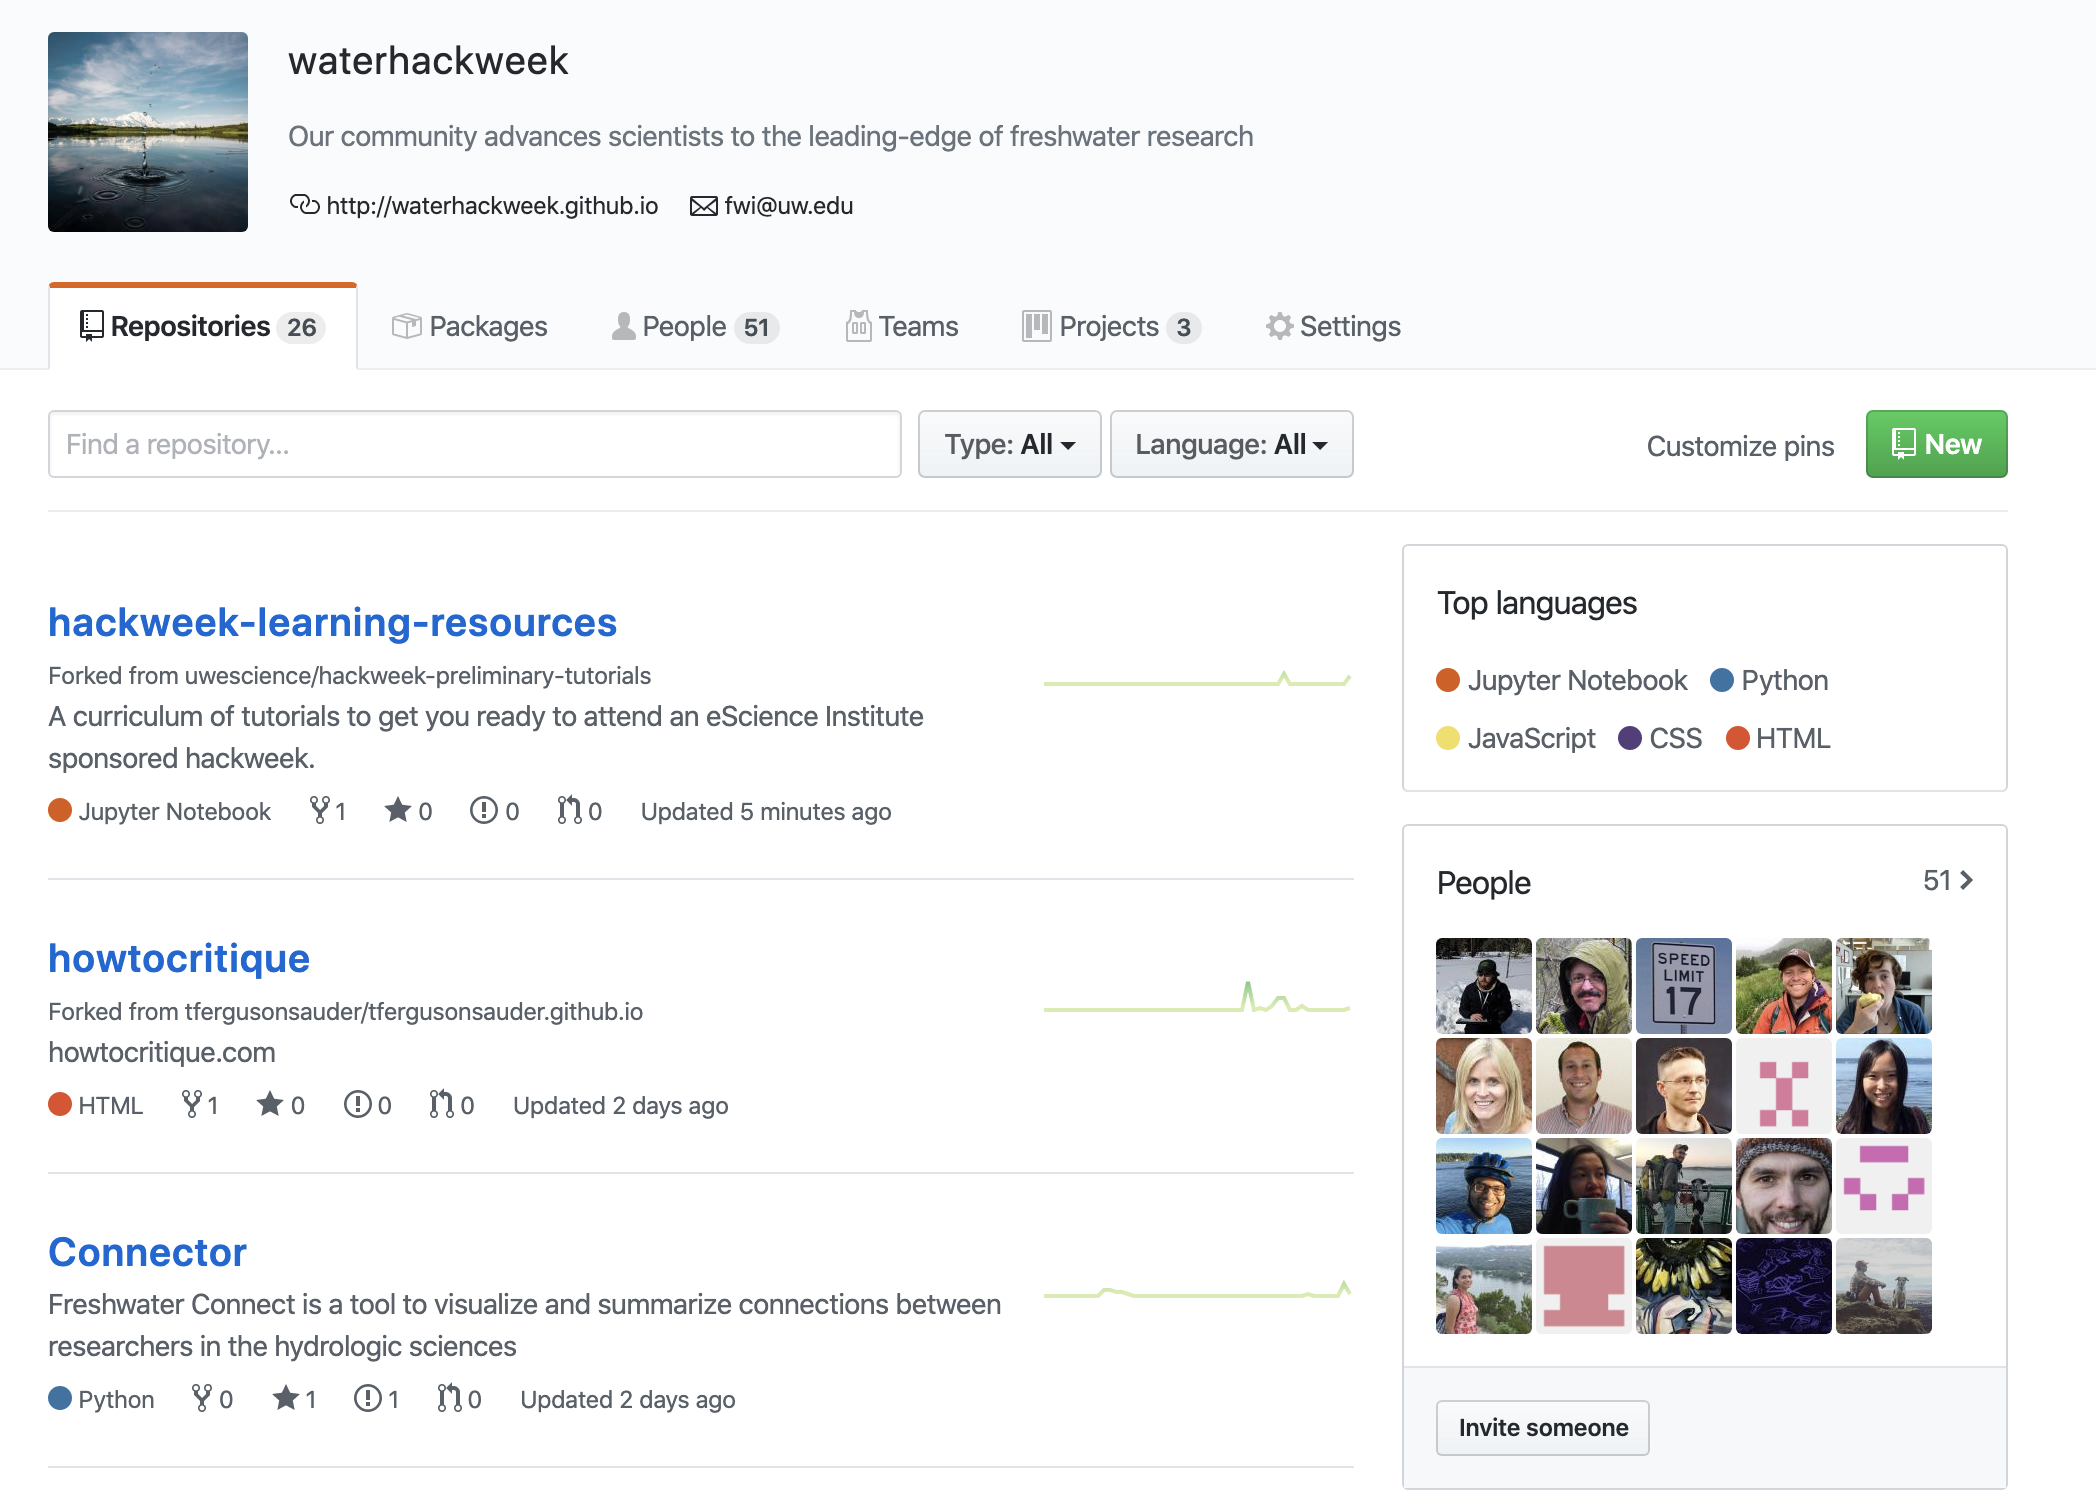 waterhackweek
Our community advances scientists to the leading-edge of freshwater research
http://waterhackweek.github.io fwi@uw.edu
Repositories 26 Packages People 51 Teams Projects 3 Settings
Find a repository... Type: All Language: All Customize pins New
hackweek-learning-resources
Forked from uwescience/hackweek-preliminary-tutorials
A curriculum of tutorials to get you ready to attend an eScience Institute
sponsored hackweek.
Jupyter Notebook 1 0 0 0 Updated 5 minutes ago
howtocritique
Forked from tfergusonsauder/tfergusonsauder.github.io
howtocritique.com
HTML 1 0 0 0 Updated 2 days ago
Connector
Freshwater Connect is a tool to visualize and summarize connections between
researchers in the hydrologic sciences
Python 0 1 1 0 Updated 2 days ago
Top languages
Jupyter Notebook Python
JavaScript CSS HTML
People 51
SPEED
LIMIT
17
Invite someone